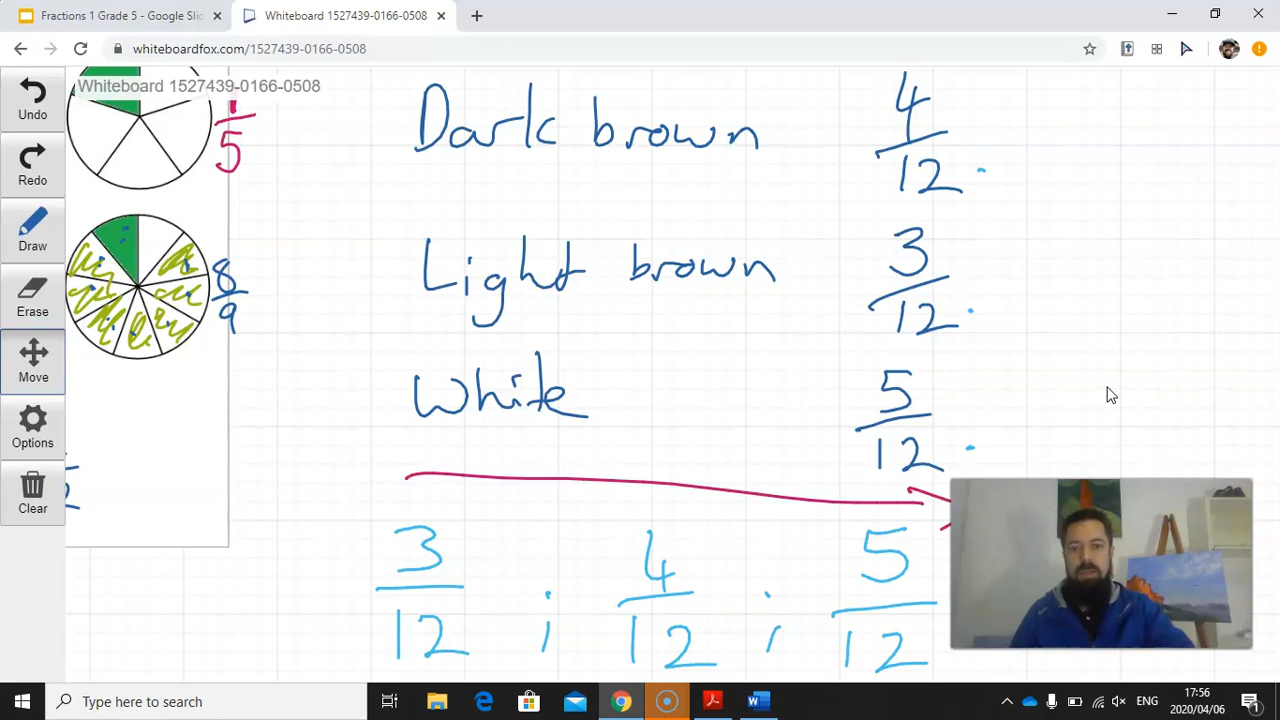 Fractions 1 Grade 5 - Google Slid
Whiteboard 1527439-0166-0508
whiteboardfox.com/1527439-0166-0508
Whiteboard 1527439-0166-0508
Undo
Redo
Draw
Erase
Move
Options
Clear
1/5
8/9
Dark brown 4/12
Light brown 3/12
White 5/12
3/12 ; 4/12 ; 5/12
Type here to search
ENG
17:56
2020/04/06